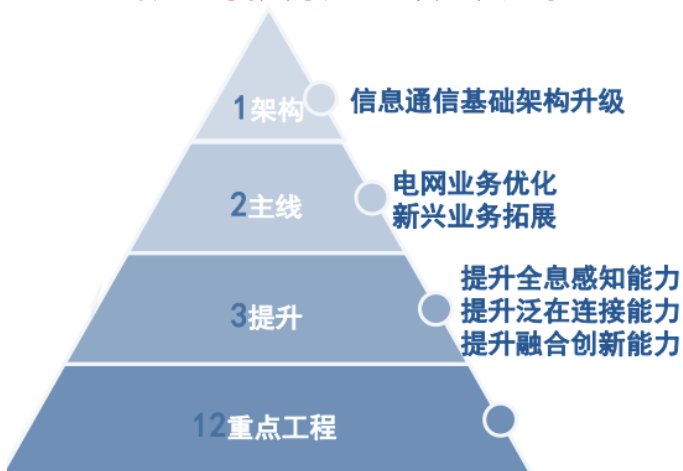 1架构
信息通信基础架构升级
2主线
电网业务优化
新兴业务拓展
3提升
提升全息感知能力
提升泛在连接能力
提升融合创新能力
12重点工程